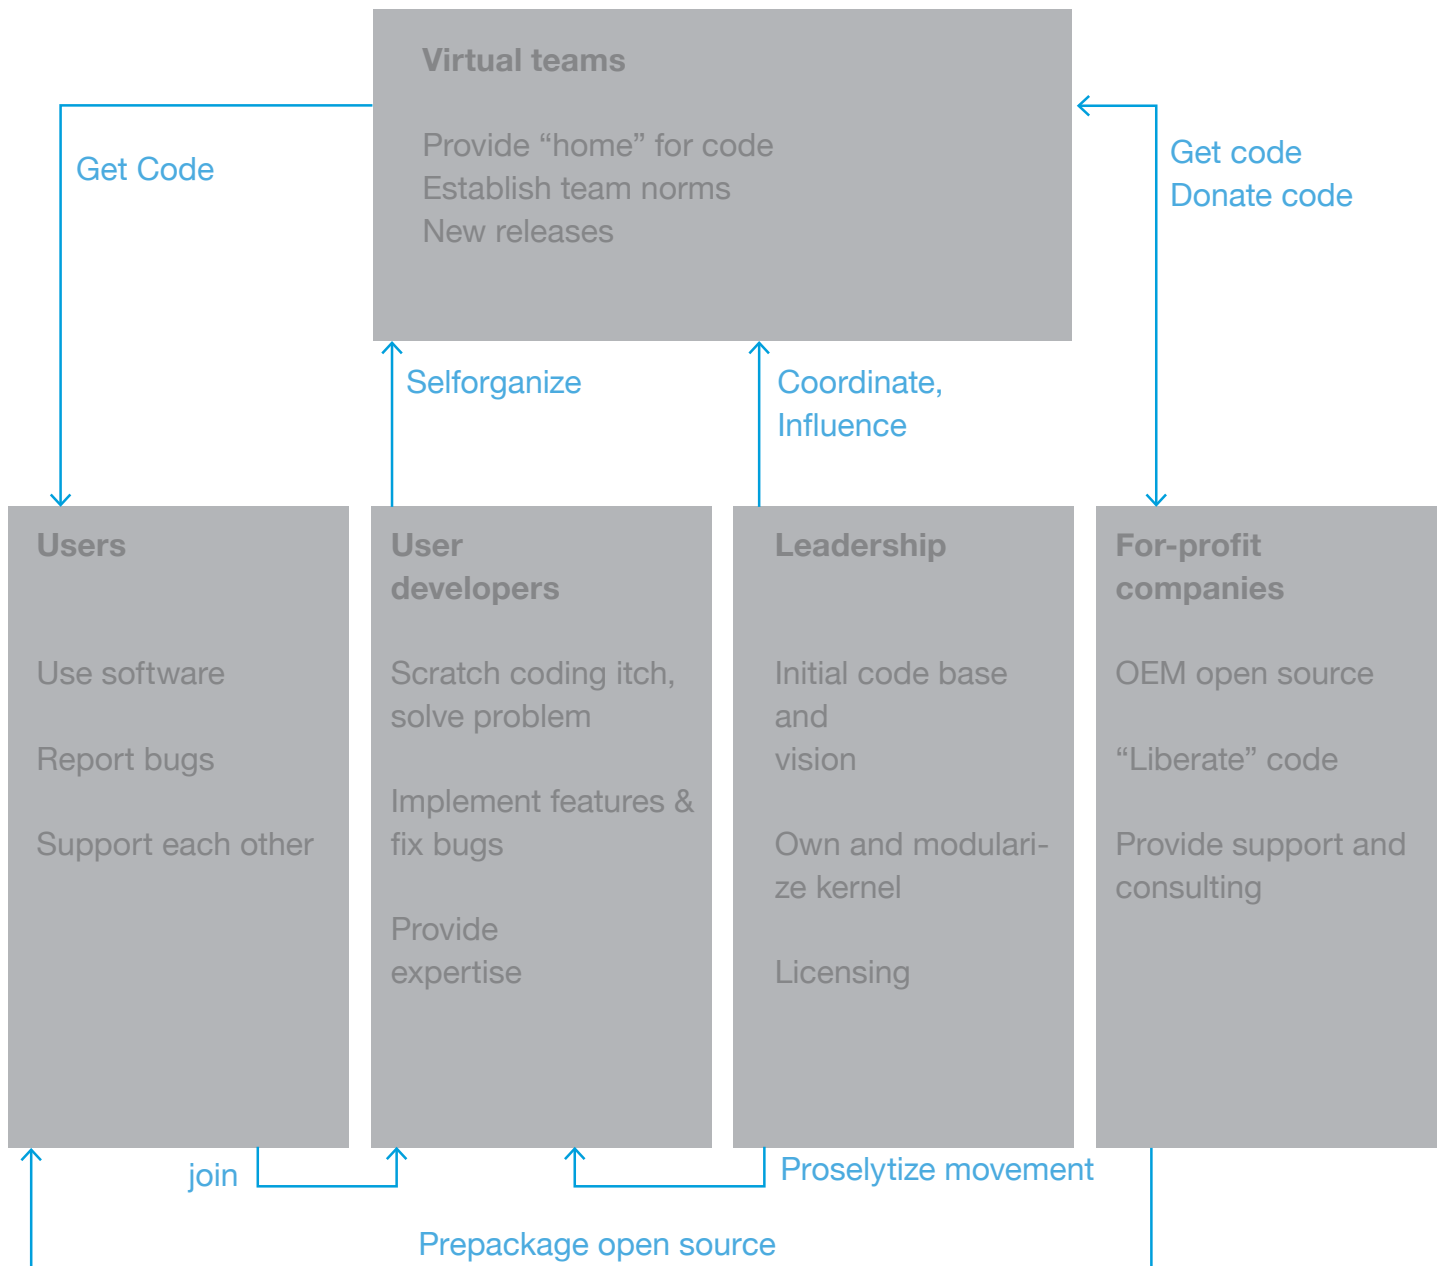 Virtual teams
Provide “home” for code
Establish team norms
New releases
Get Code
Get code
Donate code
Selforganize
Coordinate,
Influence
Users
Use software
Report bugs
Support each other
User
developers
Scratch coding itch,
solve problem
Implement features &
fix bugs
Provide
expertise
Leadership
Initial code base
and
vision
Own and modulari-
ze kernel
Licensing
For-profit
companies
OEM open source
“Liberate” code
Provide support and
consulting
join
Proselytize movement
Prepackage open source